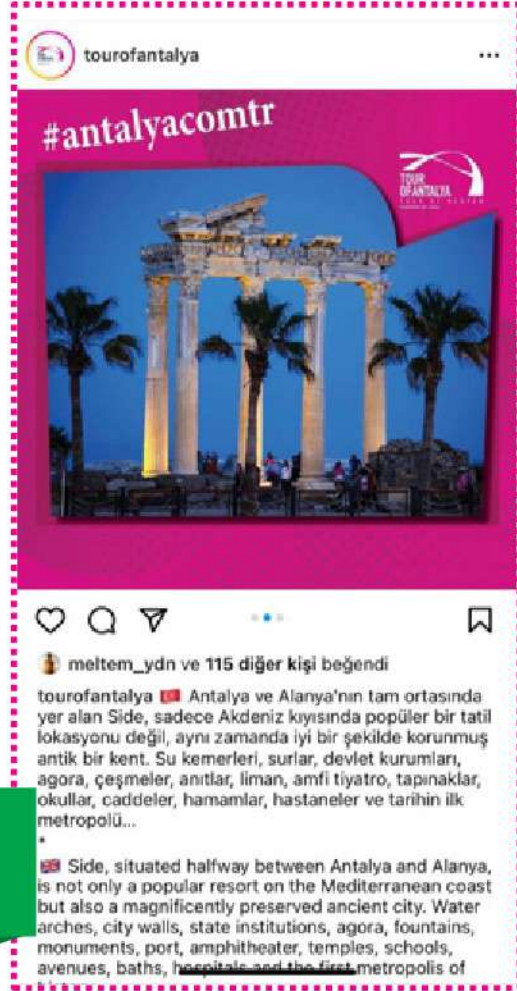 tourofantalya
#antalyacomtr
TOUR
OF ANTALYA
meltem_ydn ve 115 diğer kişi beğendi
tourofantalya 🇹🇷 Antalya ve Alanya'nın tam ortasında
yer alan Side, sadece Akdeniz kıyısında popüler bir tatil
lokasyonu değil, aynı zamanda iyi bir şekilde korunmuş
antik bir kent. Su kemerleri, surlar, devlet kurumları,
agora, çeşmeler, anıtlar, liman, amfi tiyatro, tapınaklar,
okullar, caddeler, hamamlar, hastaneler ve tarihin ilk
metropolü...
*
🇬🇧 Side, situated halfway between Antalya and Alanya,
is not only a popular resort on the Mediterranean coast
but also a magnificently preserved ancient city. Water
arches, city walls, state institutions, agora, fountains,
monuments, port, amphitheater, temples, schools,
avenues, baths, hospitals and the first metropolis of